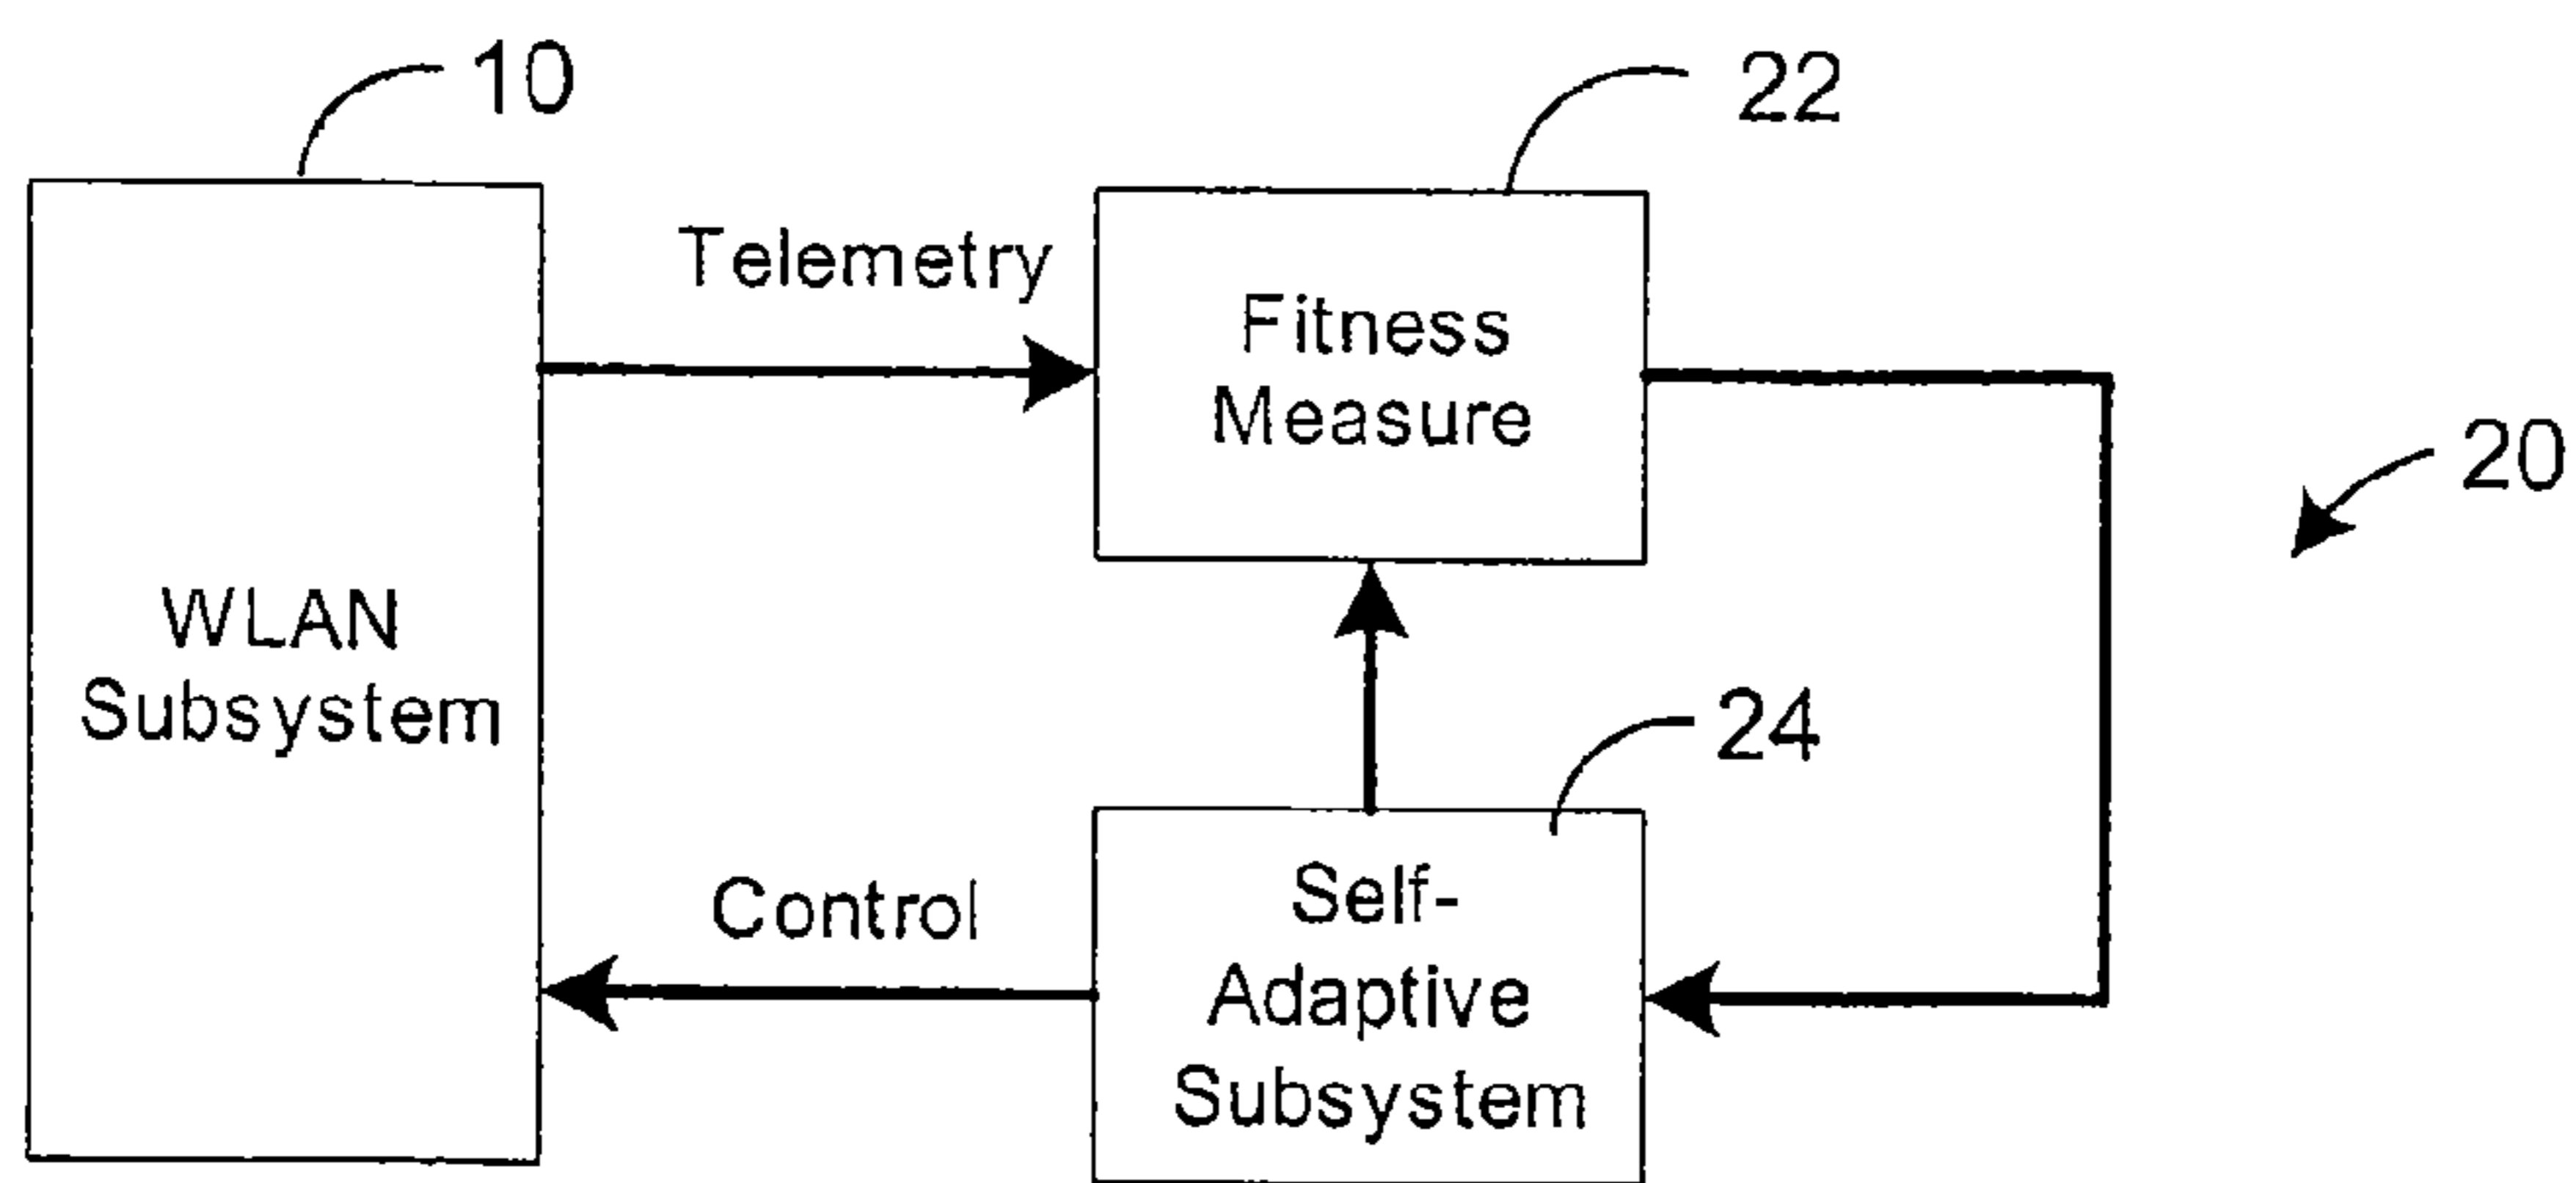 10
22
Telemetry
Fitness
Measure
20
WLAN
Subsystem
24
Control
Self-
Adaptive
Subsystem